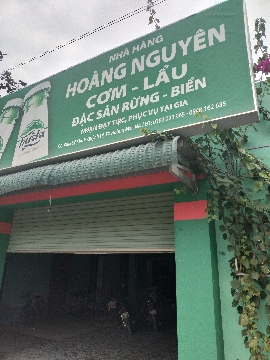 NHÀ HÀNG
HOÀNG NGUYÊN
CƠM - LẨU
ĐẶC SẢN RỪNG - BIỂN
NHẬN ĐẶT TIỆC, PHỤC VỤ TẠI GIA